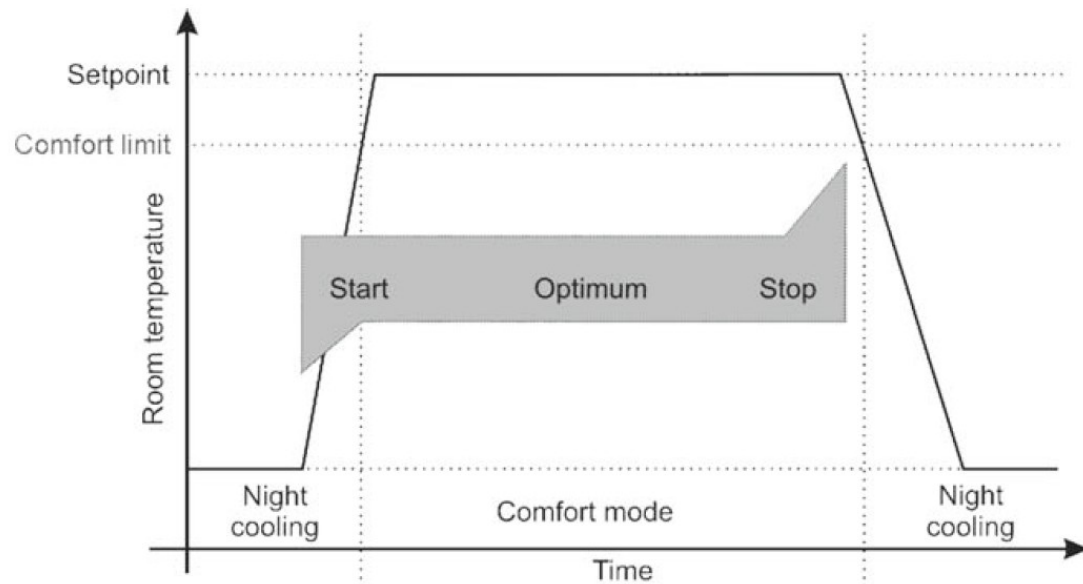 Setpoint
Comfort limit
Room temperature
Start
Optimum
Stop
Night
cooling
Comfort mode
Night
cooling
Time